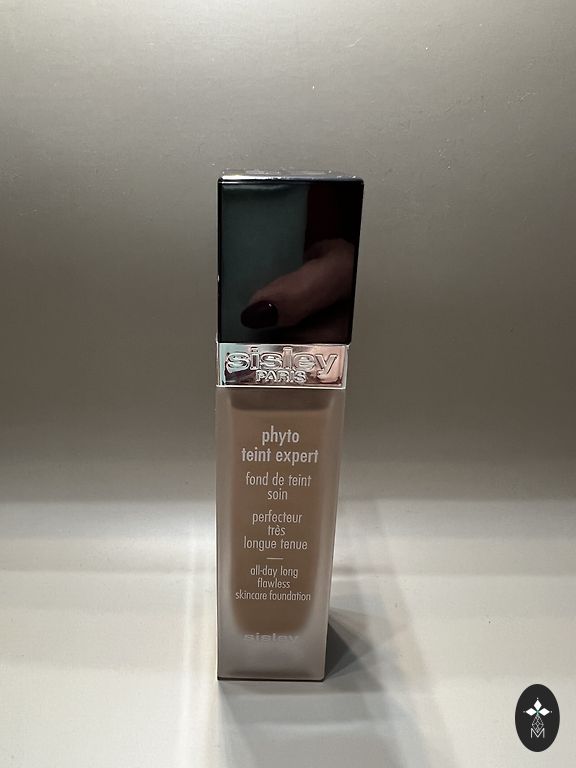 sisley
PARIS
phyto
teint expert
fond de teint
soin
perfecteur
très
longue tenue
all-day long
flawless
skincare foundation
sisley
M